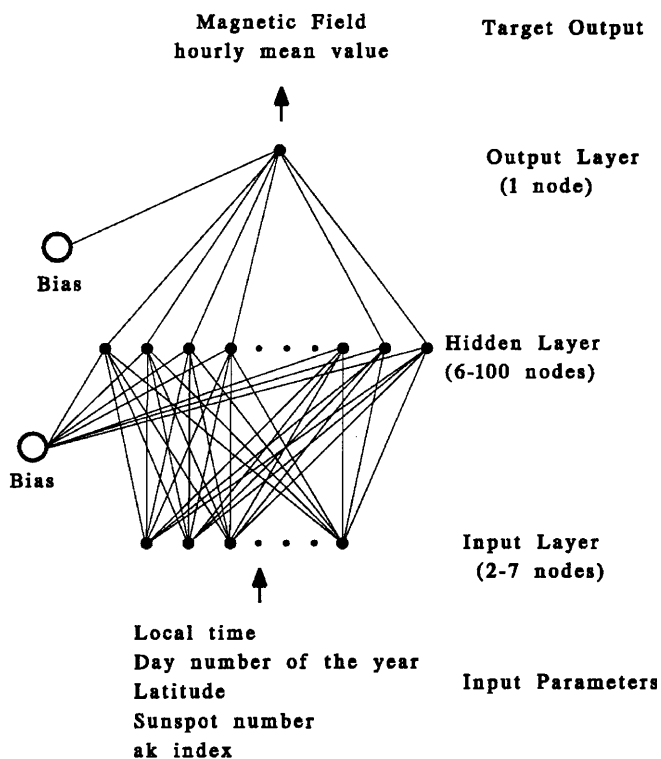 Magnetic Field
hourly mean value
Target Output
Output Layer
(1 node)
Bias
Hidden Layer
(6-100 nodes)
Bias
Input Layer
(2-7 nodes)
Local time
Day number of the year
Latitude
Sunspot number
ak index
Input Parameters